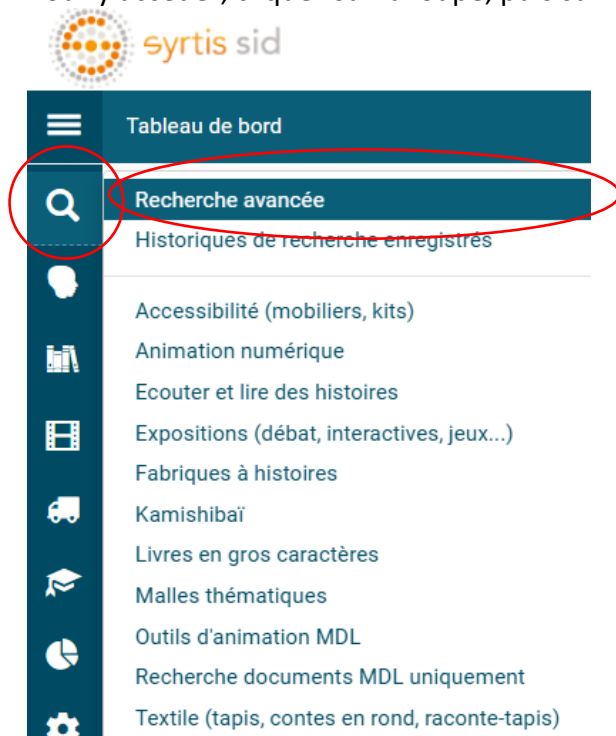 syrtis sid
Tableau de bord
Recherche avancée
Historiques de recherche enregistrés
Accessibilité (mobiliers, kits)
Animation numérique
Ecouter et lire des histoires
Expositions (débat, interactives, jeux...)
Fabriques à histoires
Kamishibaï
Livres en gros caractères
Malles thématiques
Outils d'animation MDL
Recherche documents MDL uniquement
Textile (tapis, contes en rond, raconte-tapis)